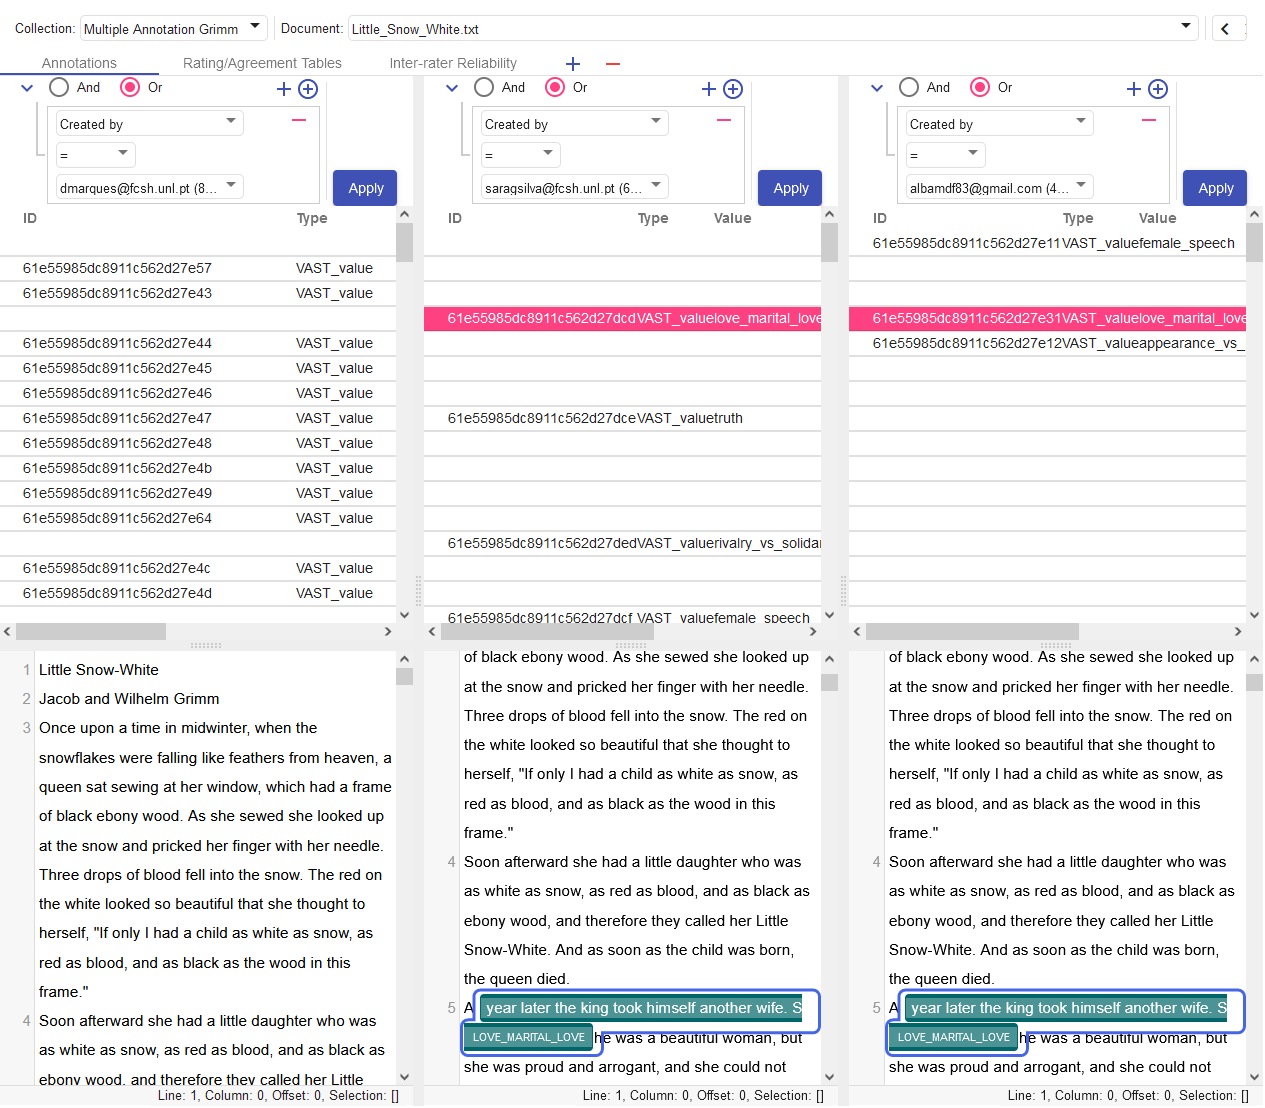 Collection: Multiple Annotation Grimm Document: Little_Snow_White.txt
Annotations Rating/Agreement Tables Inter-rater Reliability
And Or
Created by
=
dmarques@fcsh.unl.pt (8...
Apply
ID Type
61e55985dc8911c562d27e57 VAST_value
61e55985dc8911c562d27e43 VAST_value
61e55985dc8911c562d27e44 VAST_value
61e55985dc8911c562d27e45 VAST_value
61e55985dc8911c562d27e46 VAST_value
61e55985dc8911c562d27e47 VAST_value
61e55985dc8911c562d27e48 VAST_value
61e55985dc8911c562d27e4b VAST_value
61e55985dc8911c562d27e49 VAST_value
61e55985dc8911c562d27e64 VAST_value
61e55985dc8911c562d27e4c VAST_value
61e55985dc8911c562d27e4d VAST_value
1 Little Snow-White
2 Jacob and Wilhelm Grimm
3 Once upon a time in midwinter, when the
snowflakes were falling like feathers from heaven, a
queen sat sewing at her window, which had a frame
of black ebony wood. As she sewed she looked up
at the snow and pricked her finger with her needle.
Three drops of blood fell into the snow. The red on
the white looked so beautiful that she thought to
herself, "If only I had a child as white as snow, as
red as blood, and as black as the wood in this
frame."
4 Soon afterward she had a little daughter who was
as white as snow, as red as blood, and as black as
ebony wood, and therefore they called her Little
Line: 1, Column: 0, Offset: 0, Selection: []
And Or
Created by
=
saragsilva@fcsh.unl.pt (6...
Apply
ID Type Value
61e55985dc8911c562d27dcdVAST_valuelove_marital_love
61e55985dc8911c562d27dceVAST_valuetruth
61e55985dc8911c562d27dedVAST_valuerivalry_vs_solidar
61e55985dc8911c562d27dcf VAST_valuefemale_speech
of black ebony wood. As she sewed she looked up
at the snow and pricked her finger with her needle.
Three drops of blood fell into the snow. The red on
the white looked so beautiful that she thought to
herself, "If only I had a child as white as snow, as
red as blood, and as black as the wood in this
frame."
4 Soon afterward she had a little daughter who was
as white as snow, as red as blood, and as black as
ebony wood, and therefore they called her Little
Snow-White. And as soon as the child was born,
the queen died.
5 A year later the king took himself another wife. S
LOVE_MARITAL_LOVE he was a beautiful woman, but
she was proud and arrogant, and she could not
Line: 1, Column: 0, Offset: 0, Selection: []
And Or
Created by
=
albamdf83@gmail.com (4...
Apply
ID Type Value
61e55985dc8911c562d27e11VAST_valuefemale_speech
61e55985dc8911c562d27e31VAST_valuelove_marital_love
61e55985dc8911c562d27e12VAST_valueappearance_vs_
of black ebony wood. As she sewed she looked up
at the snow and pricked her finger with her needle.
Three drops of blood fell into the snow. The red on
the white looked so beautiful that she thought to
herself, "If only I had a child as white as snow, as
red as blood, and as black as the wood in this
frame."
4 Soon afterward she had a little daughter who was
as white as snow, as red as blood, and as black as
ebony wood, and therefore they called her Little
Snow-White. And as soon as the child was born,
the queen died.
5 A year later the king took himself another wife. S
LOVE_MARITAL_LOVE he was a beautiful woman, but
she was proud and arrogant, and she could not
Line: 1, Column: 0, Offset: 0, Selection: []